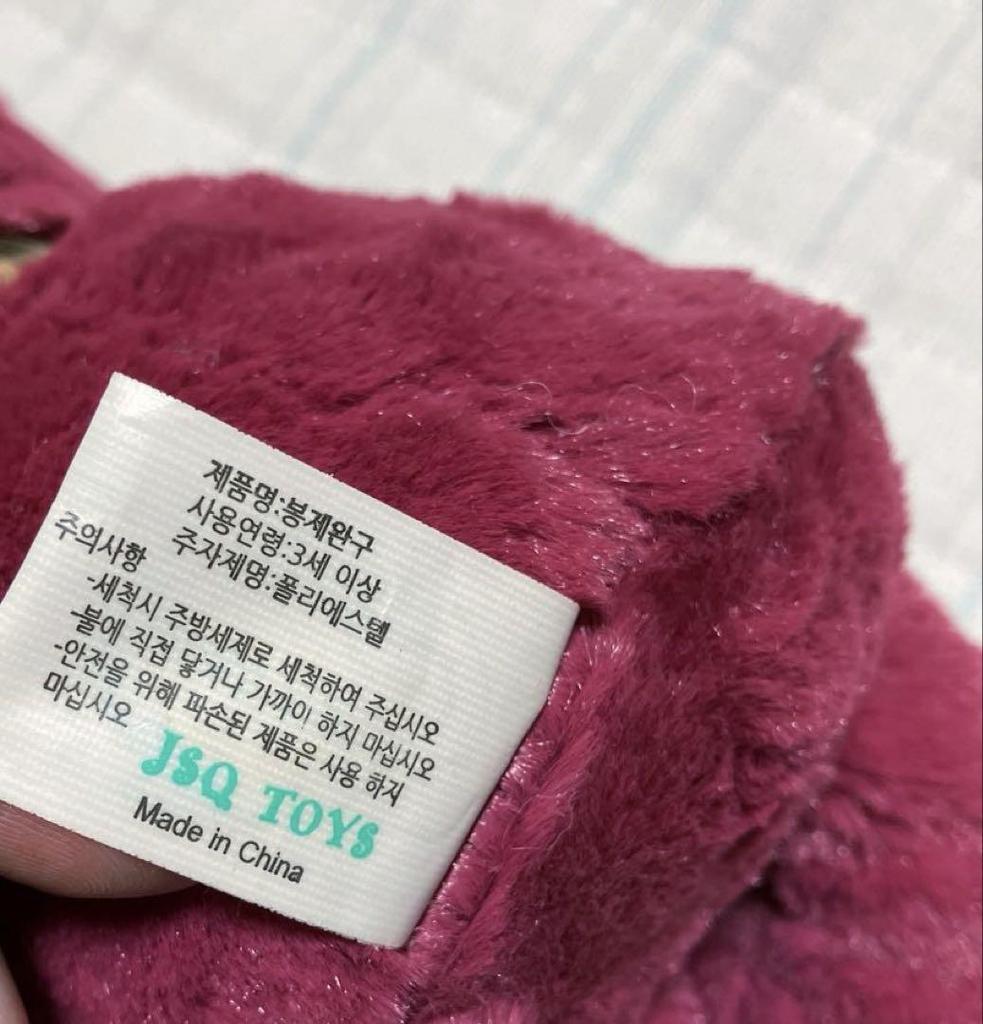 제품명:봉제완구
사용연령:3세 이상
주자제명:폴리에스텔
주의사항
-세척시 주방세제로 세척하여 주십시오
-불에 직접 닿거나 가까이 하지 마십시오
-안전을 위해 파손된 제품은 사용 하지
마십시오
JSQ TOYS
Made in China